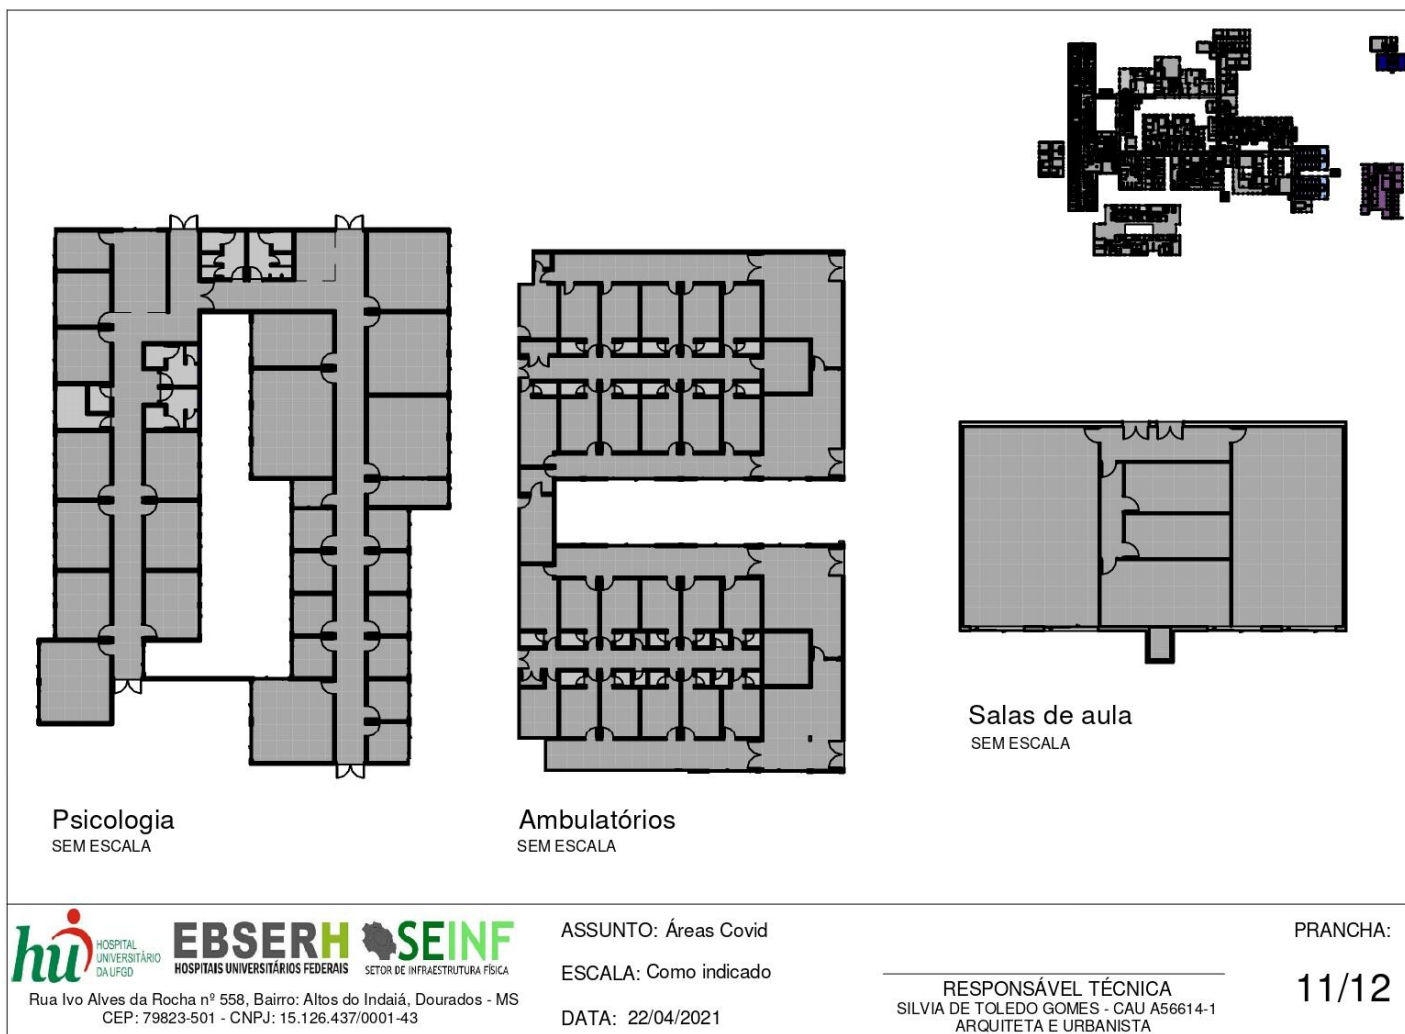 Psicologia
SEM ESCALA
Ambulatórios
SEM ESCALA
Salas de aula
SEM ESCALA
hu HOSPITAL
UNIVERSITÁRIO
DA UFGD
EBSERH
HOSPITAIS UNIVERSITÁRIOS FEDERAIS
SEINF
SETOR DE INFRAESTRUTURA FÍSICA
Rua Ivo Alves da Rocha nº 558, Bairro: Altos do Indaiá, Dourados - MS
CEP: 79823-501 - CNPJ: 15.126.437/0001-43
ASSUNTO: Áreas Covid
ESCALA: Como indicado
DATA: 22/04/2021
RESPONSÁVEL TÉCNICA
SILVIA DE TOLEDO GOMES - CAU A56614-1
ARQUITETA E URBANISTA
PRANCHA:
11/12